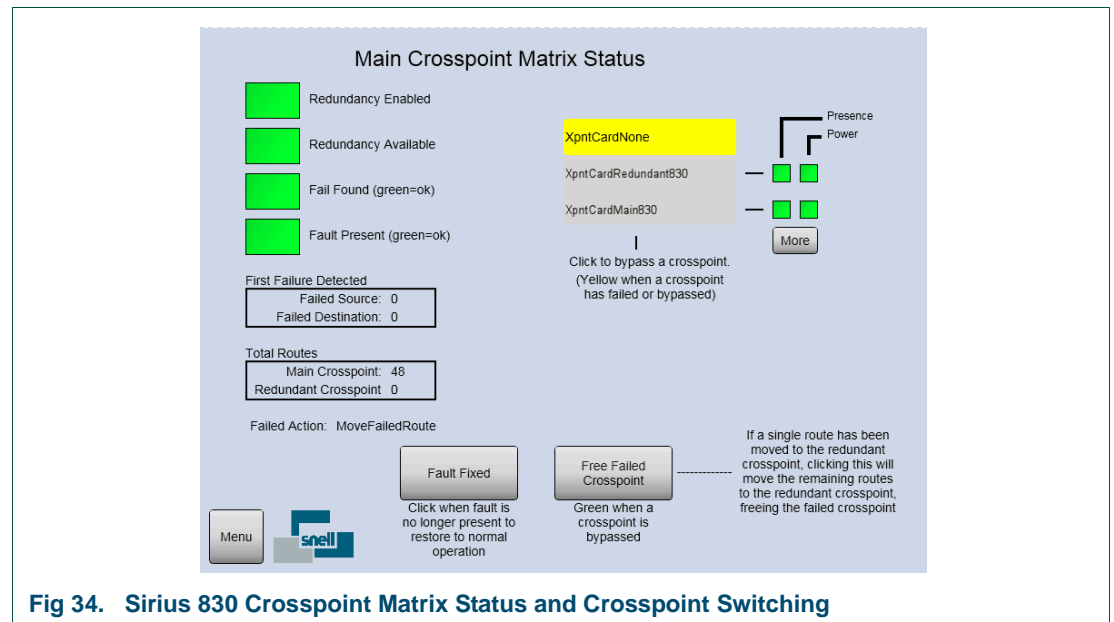 Main Crosspoint Matrix Status
Redundancy Enabled
Redundancy Available
Fail Found (green=ok)
Fault Present (green=ok)
First Failure Detected
Failed Source: 0
Failed Destination: 0
Total Routes
Main Crosspoint: 48
Redundant Crosspoint 0
Failed Action: MoveFailedRoute
XpntCardNone
XpntCardRedundant830
XpntCardMain830
Presence
Power
More
Click to bypass a crosspoint.
(Yellow when a crosspoint
has failed or bypassed)
Fault Fixed
Click when fault is
no longer present to
restore to normal
operation
Free Failed
Crosspoint
Green when a
crosspoint is
bypassed
If a single route has been
moved to the redundant
crosspoint, clicking this will
move the remaining routes
to the redundant crosspoint,
freeing the failed crosspoint
Menu
snell
Fig 34. Sirius 830 Crosspoint Matrix Status and Crosspoint Switching